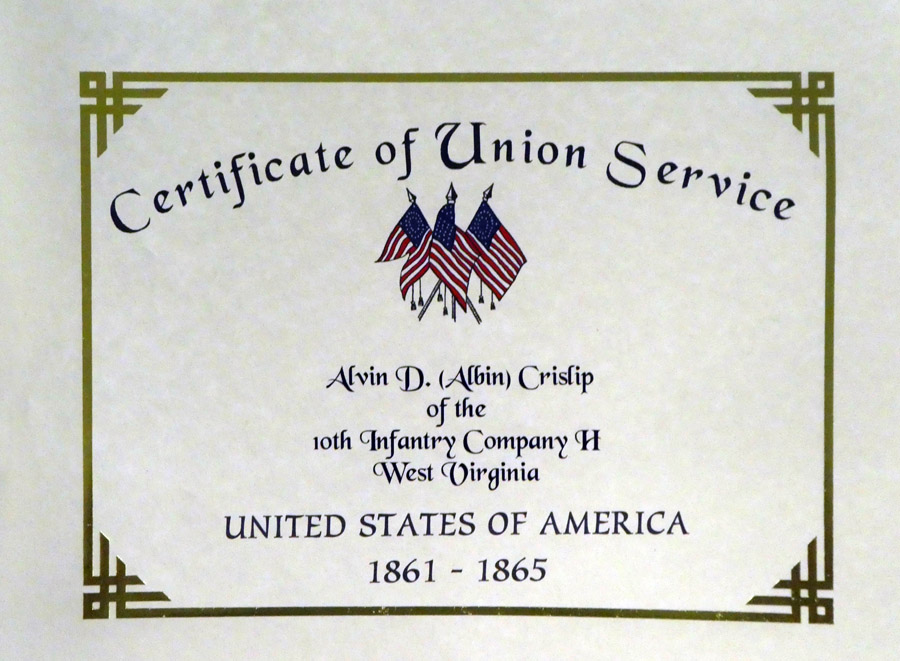 Certificate of Union Service
Alvin D. (Albin) Crislip
of the
10th Infantry Company H
West Virginia
UNITED STATES OF AMERICA
1861 - 1865